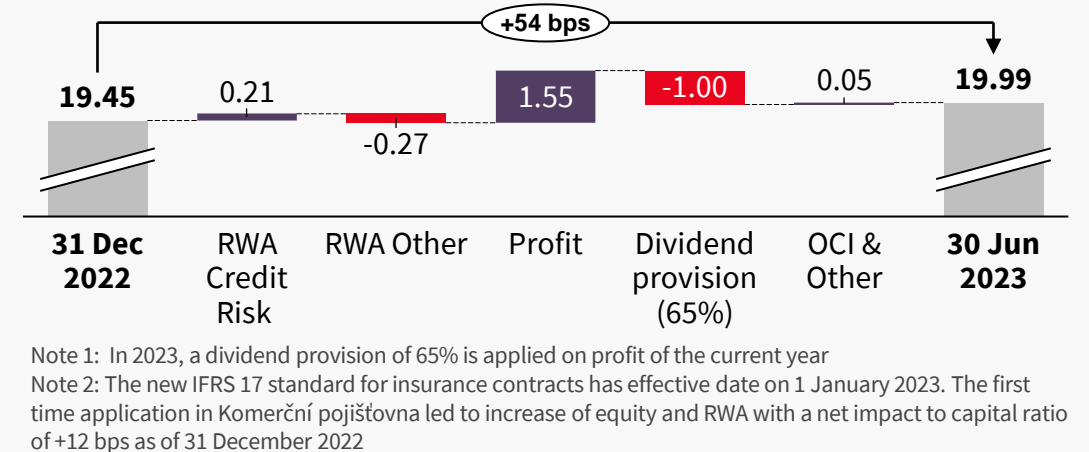 +54 bps
19.45
0.21
-0.27
1.55
-1.00
0.05
19.99
31 Dec
2022
RWA
Credit
Risk
RWA Other
Profit
Dividend
provision
(65%)
OCI &
Other
30 Jun
2023
Note 1:  In 2023, a dividend provision of 65% is applied on profit of the current year
Note 2: The new IFRS 17 standard for insurance contracts has effective date on 1 January 2023. The first
time application in Komerční pojišťovna led to increase of equity and RWA with a net impact to capital ratio
of +12 bps as of 31 December 2022